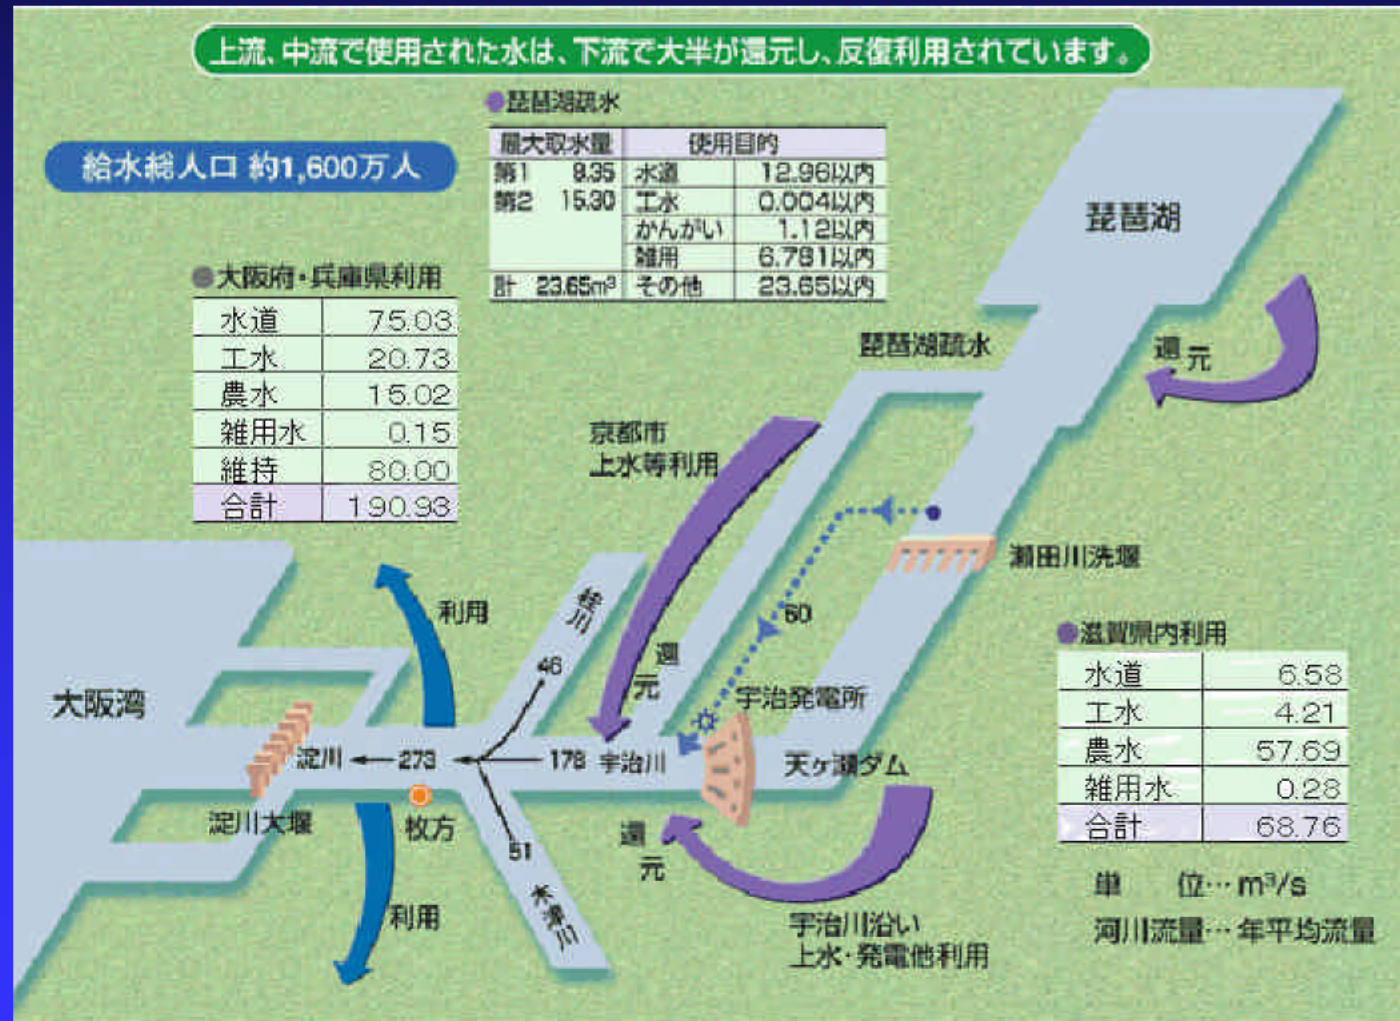 上流、中流で使用された水は、下流で大半が還元し、反復利用されています。
給水総人口 約1,600万人
●琵琶湖疏水
最大取水量 使用目的
第1 8.35 水道 12.96以内
第2 15.30 工水 0.004以内
かんがい 1.12以内
雑用 6.781以内
計 23.65m³ その他 23.65以内
●大阪府・兵庫県利用
水道 75.03
工水 20.73
農水 15.02
雑用水 0.15
維持 80.00
合計 190.93
琵琶湖
琵琶湖疏水
還元
京都市
上水等利用
瀬田川洗堰
60
利用
桂川
46
還元
宇治発電所
大阪湾
淀川
273
178
宇治川
天ヶ瀬ダム
淀川大堰
枚方
51
木津川
還元
利用
宇治川沿い
上水・発電他利用
●滋賀県内利用
水道 6.58
工水 4.21
農水 57.69
雑用水 0.28
合計 68.76
単 位…m³/s
河川流量…年平均流量